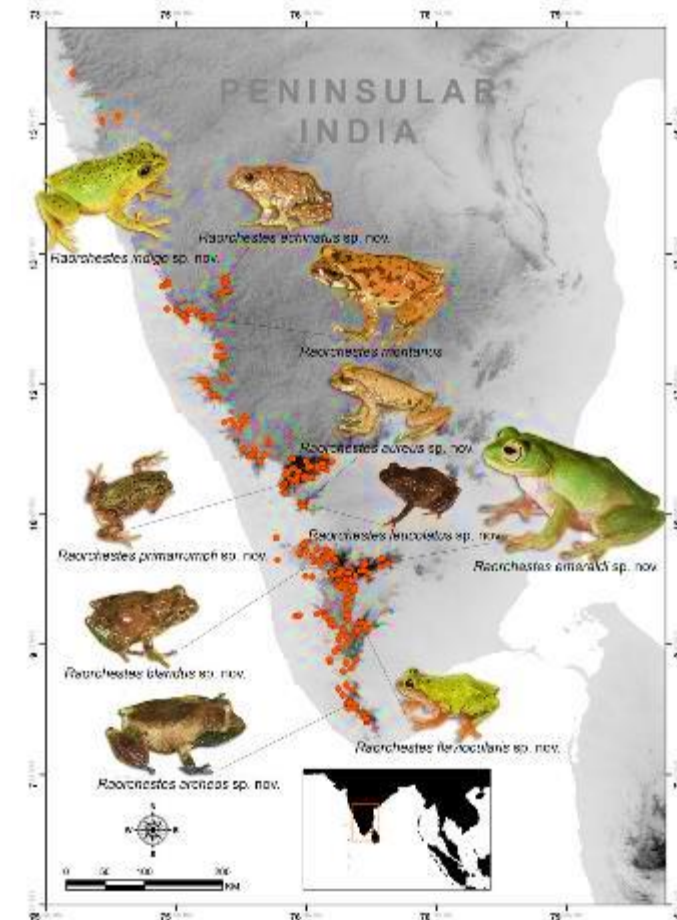 PENINSULAR
INDIA
Raorchestes echinatus sp. nov.
Raorchestes indigo sp. nov.
Raorchestes montanus
Raorchestes aureus sp. nov.
Raorchestes leucolatus sp. nov.
Raorchestes primarrumpfi sp. nov.
Raorchestes emeraldi sp. nov.
Raorchestes blandus sp. nov.
Raorchestes flaviocularis sp. nov.
Raorchestes archeos sp. nov.
N
W
S
0 50 100 200
KM